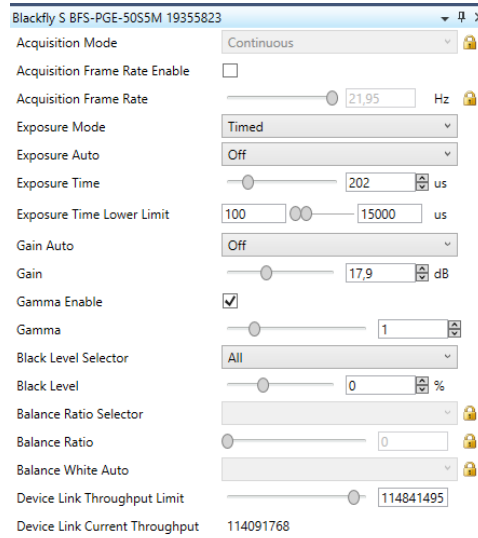 Blackfly S BFS-PGE-50S5M 19355823
Acquisition Mode Continuous
Acquisition Frame Rate Enable
Acquisition Frame Rate 21,95 Hz
Exposure Mode Timed
Exposure Auto Off
Exposure Time 202 us
Exposure Time Lower Limit 100 15000 us
Gain Auto Off
Gain 17,9 dB
Gamma Enable
Gamma 1
Black Level Selector All
Black Level 0 %
Balance Ratio Selector
Balance Ratio 0
Balance White Auto
Device Link Throughput Limit 114841495
Device Link Current Throughput 114091768